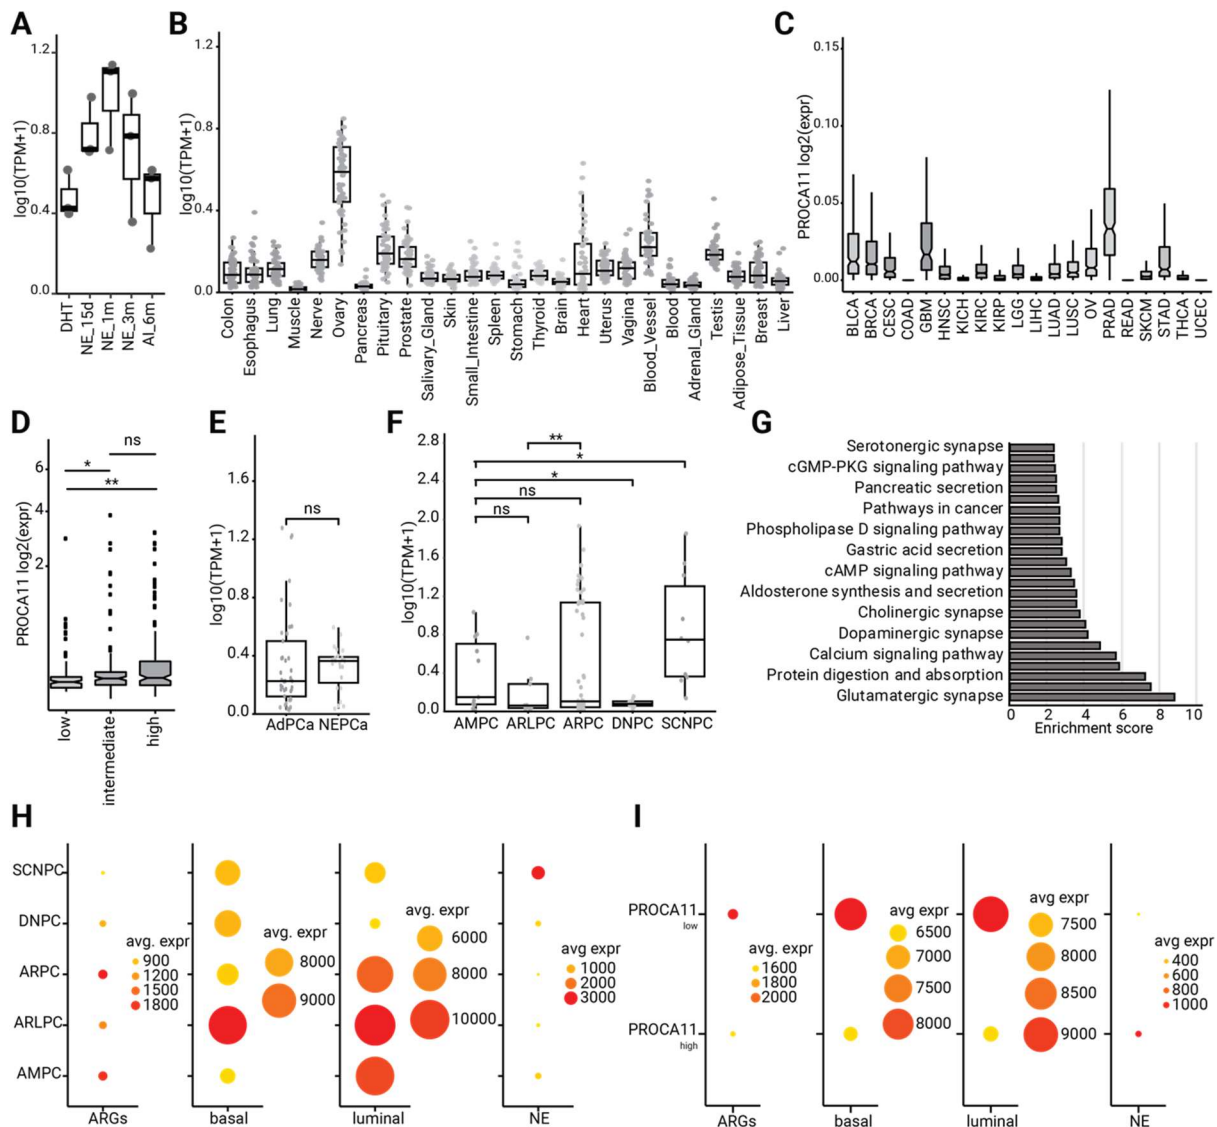 A
log10(TPM+1)
1.2
0.8
0.4
0.0
DHT
NE_15d
NE_1m
NE_3m
AI_6m
B
log10(TPM+1)
1.2
0.8
0.4
0.0
Colon
Esophagus
Lung
Muscle
Nerve
Ovary
Pancreas
Pituitary
Prostate
Salivary_Gland
Skin
Small_Intestine
Spleen
Stomach
Thyroid
Brain
Heart
Uterus
Vagina
Blood_Vessel
Blood
Adrenal_Gland
Testis
Adipose_Tissue
Breast
Liver
C
PROCA11 log2(expr)
0.15
0.10
0.05
0.00
BLCA
BRCA
CESC
COAD
GBM
HNSC
KICH
KIRC
KIRP
LGG
LIHC
LUAD
LUSC
OV
PRAD
READ
SKCM
STAD
THCA
UCEC
D
PROCA11 log2(expr)
6
4
2
ns
*
**
low
intermediate
high
E
log10(TPM+1)
1.6
1.2
0.8
0.4
0.0
ns
AdPCa NEPCa
F
log10(TPM+1)
2.8
2.4
2.0
1.6
1.2
0.8
0.4
0.0
**
*
*
ns
ns
AMPC ARLPC ARPC DNPC SCNPC
G
Serotonergic synapse
cGMP-PKG signaling pathway
Pancreatic secretion
Pathways in cancer
Phospholipase D signaling pathway
Gastric acid secretion
cAMP signaling pathway
Aldosterone synthesis and secretion
Cholinergic synapse
Dopaminergic synapse
Calcium signaling pathway
Protein digestion and absorption
Glutamatergic synapse
0 2 4 6 8 10
Enrichment score
H
SCNPC
DNPC
ARPC
ARLPC
AMPC
avg. expr
900
1200
1500
1800
ARGs
avg. expr
8000
9000
basal
avg. expr
6000
8000
10000
luminal
avg expr
1000
2000
3000
NE
I
PROCA11
low
PROCA11
high
avg expr
1600
1800
2000
ARGs
avg expr
6500
7000
7500
8000
basal
avg expr
7500
8000
8500
9000
luminal
avg expr
400
600
800
1000
NE